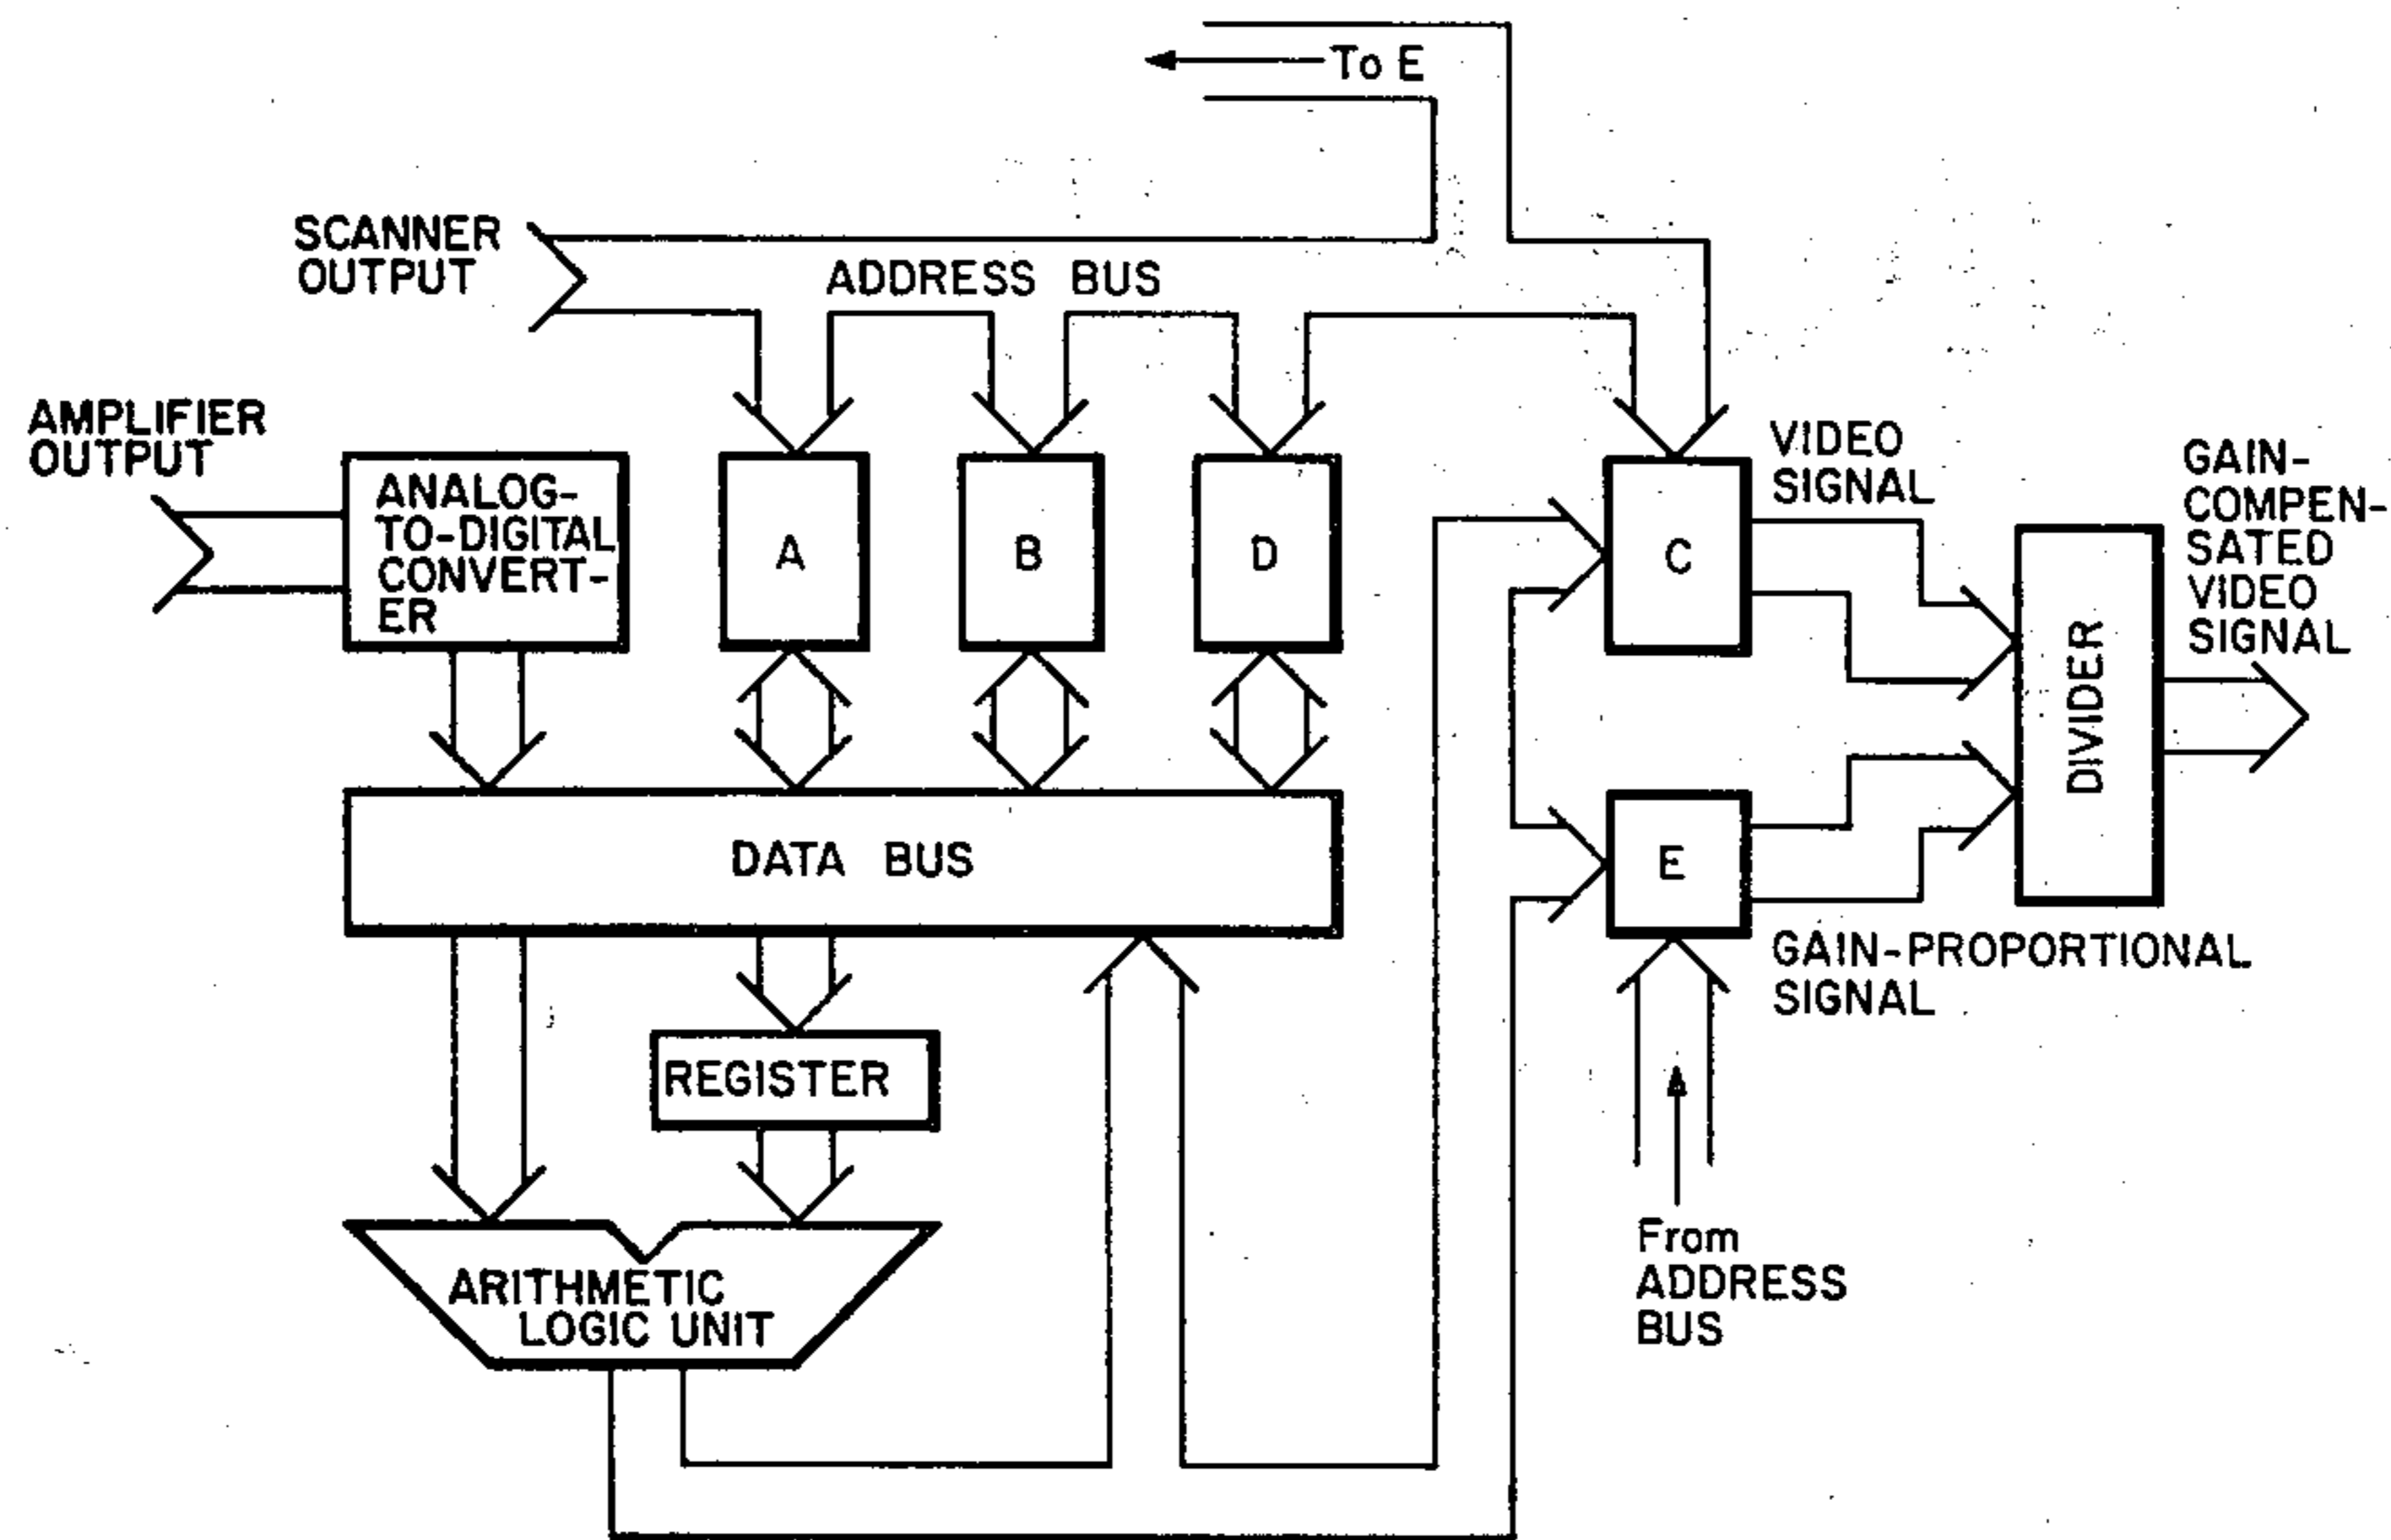 To E
SCANNER
OUTPUT
ADDRESS BUS
AMPLIFIER
OUTPUT
ANALOG-
TO-DIGITAL
CONVERT-
ER
A
B
D
C
VIDEO
SIGNAL
GAIN-
COMPEN-
SATED
VIDEO
SIGNAL
DIVIDER
DATA BUS
E
GAIN-PROPORTIONAL
SIGNAL
REGISTER
ARITHMETIC
LOGIC UNIT
From
ADDRESS
BUS